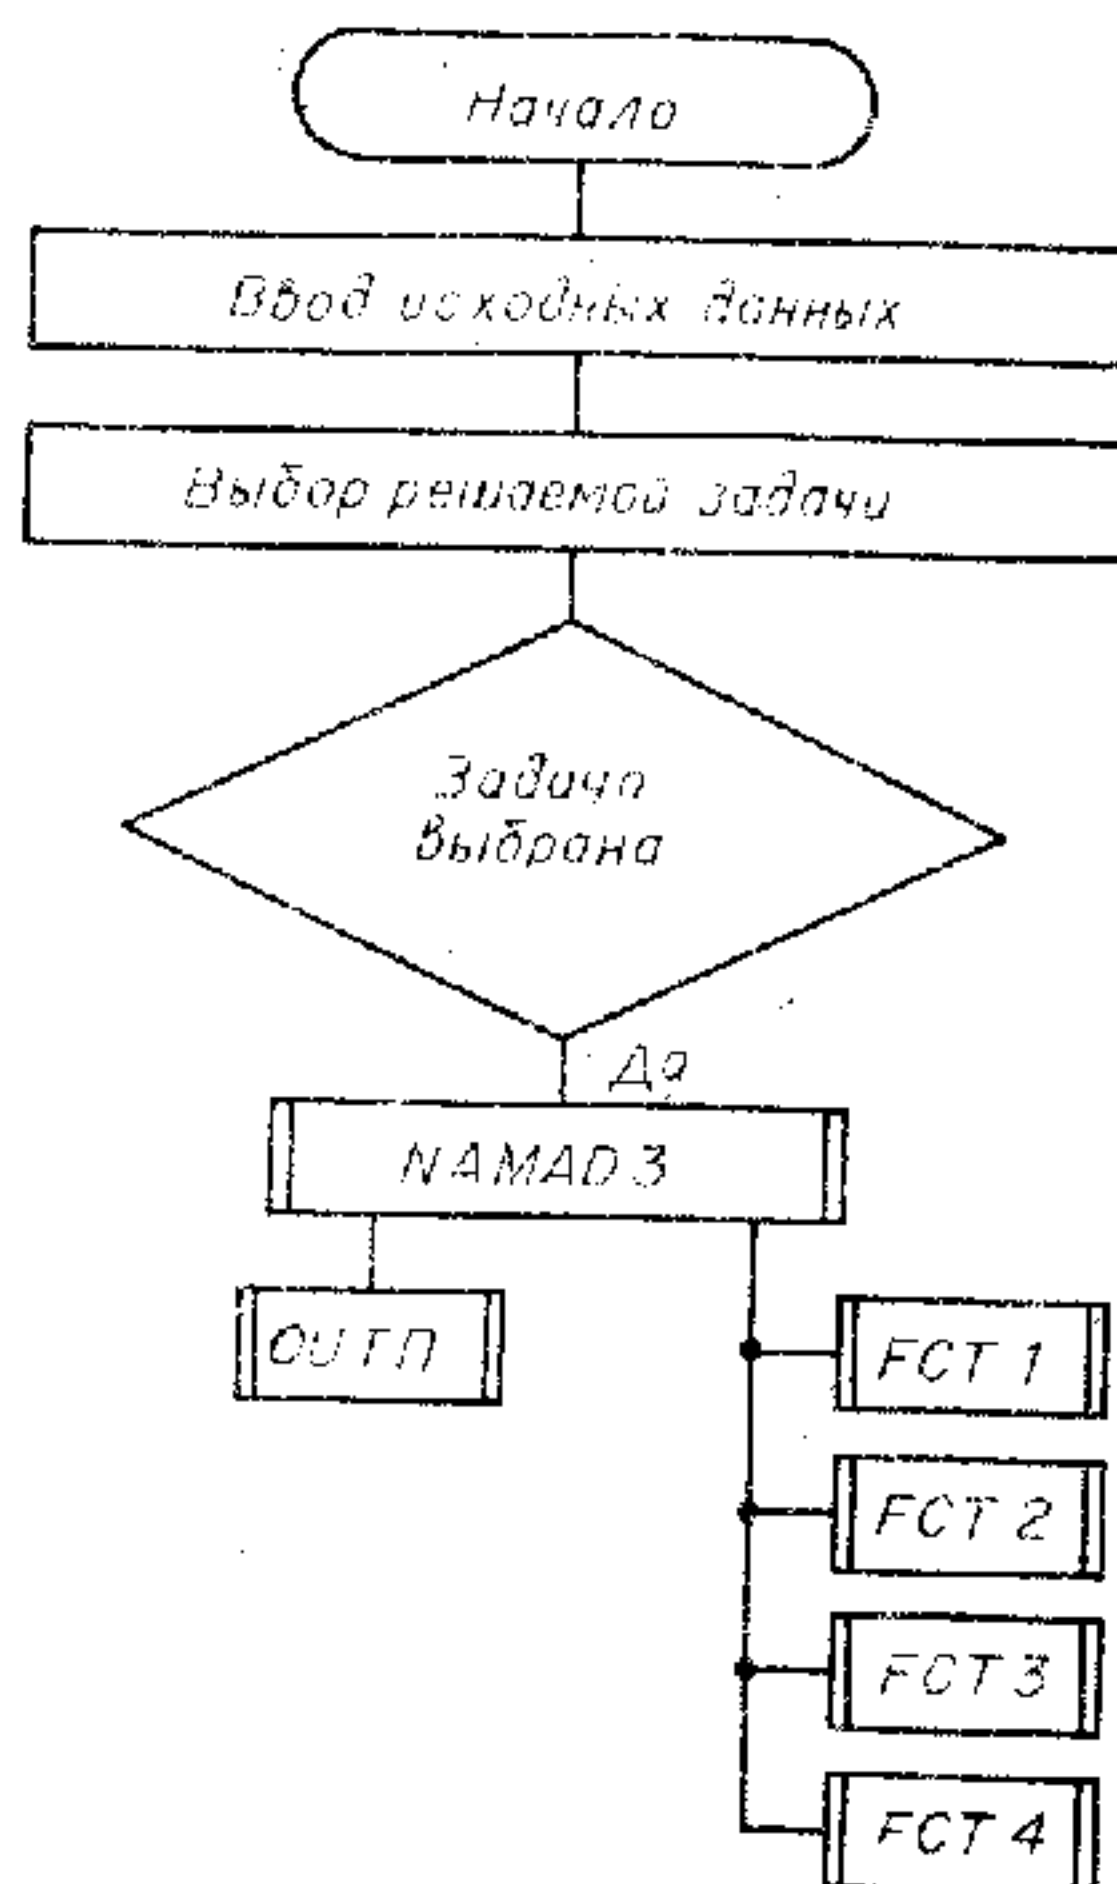 Начало
Ввод исходных данных
Выбор решаемой задачи
Задача
выбрана
Да
NAMAD3
OUTП
FCT 1
FCT 2
FCT 3
FCT 4